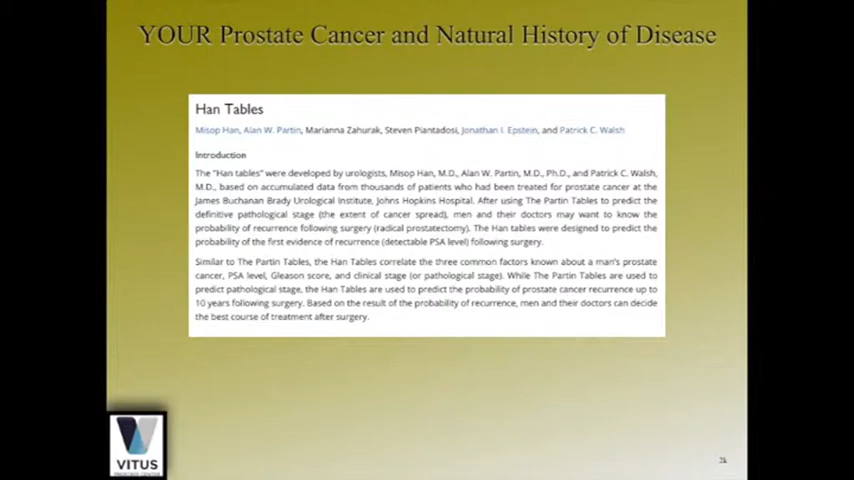 YOUR Prostate Cancer and Natural History of Disease
Han Tables
Misop Han, Alan W. Partin, Marianna Zahurak, Steven Piantadosi, Jonathan I. Epstein, and Patrick C. Walsh
Introduction
The "Han tables" were developed by urologists, Misop Han, M.D., Alan W. Partin, M.D., Ph.D., and Patrick C. Walsh,
M.D., based on accumulated data from thousands of patients who had been treated for prostate cancer at the
James Buchanan Brady Urological Institute, Johns Hopkins Hospital. After using The Partin Tables to predict the
definitive pathological stage (the extent of cancer spread), men and their doctors may want to know the
probability of recurrence following surgery (radical prostatectomy). The Han tables were designed to predict the
probability of the first evidence of recurrence (detectable PSA level) following surgery.
Similar to The Partin Tables, the Han Tables correlate the three common factors known about a man's prostate
cancer, PSA level, Gleason score, and clinical stage (or pathological stage). While The Partin Tables are used to
predict pathological stage, the Han Tables are used to predict the probability of prostate cancer recurrence up to
10 years following surgery. Based on the result of the probability of recurrence, men and their doctors can decide
the best course of treatment after surgery.
VITUS
PROSTATE CENTER